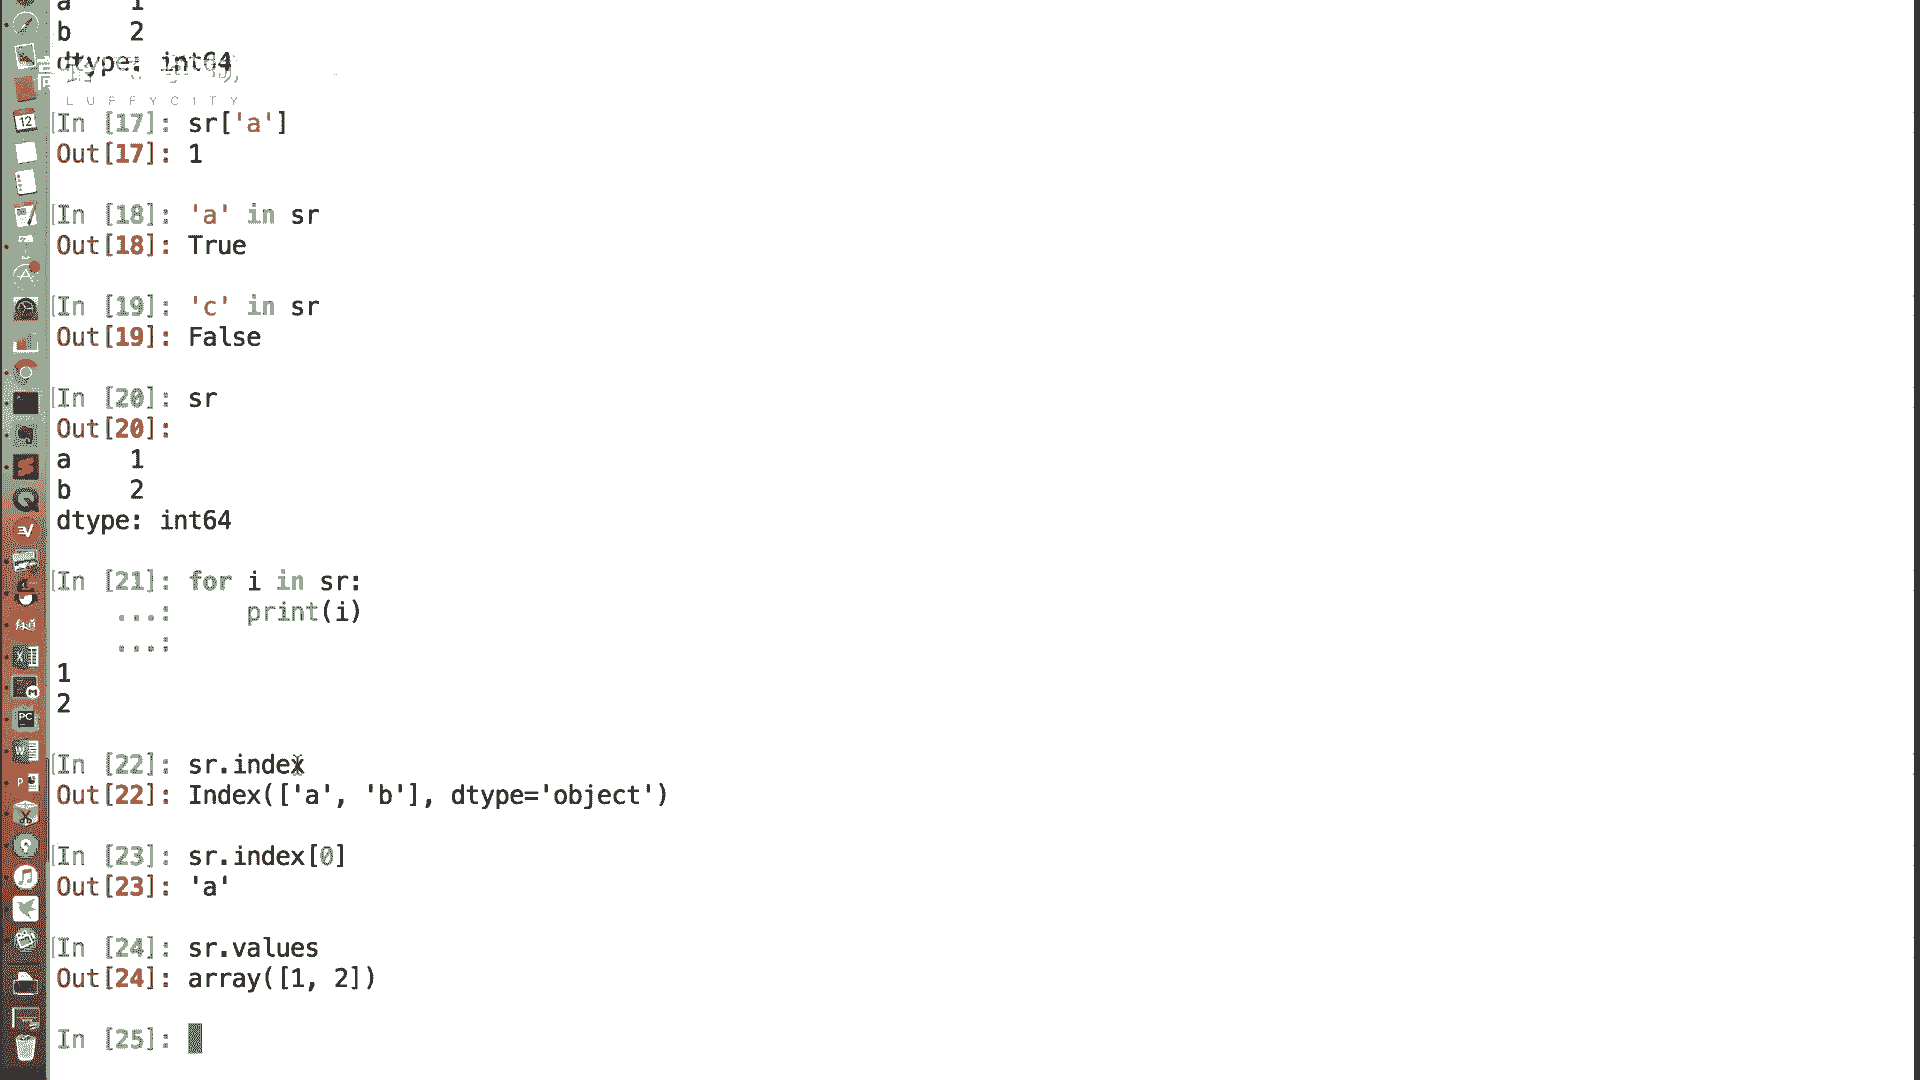 a    1
b    2
dtype: int64
LUFFYCITY
In [17]: sr['a']
Out[17]: 1
In [18]: 'a' in sr
Out[18]: True
In [19]: 'c' in sr
Out[19]: False
In [20]: sr
Out[20]:
a    1
b    2
dtype: int64
In [21]: for i in sr:
    ...:     print(i)
    ...:
1
2
In [22]: sr.index
Out[22]: Index(['a', 'b'], dtype='object')
In [23]: sr.index[0]
Out[23]: 'a'
In [24]: sr.values
Out[24]: array([1, 2])
In [25]:
12
PC